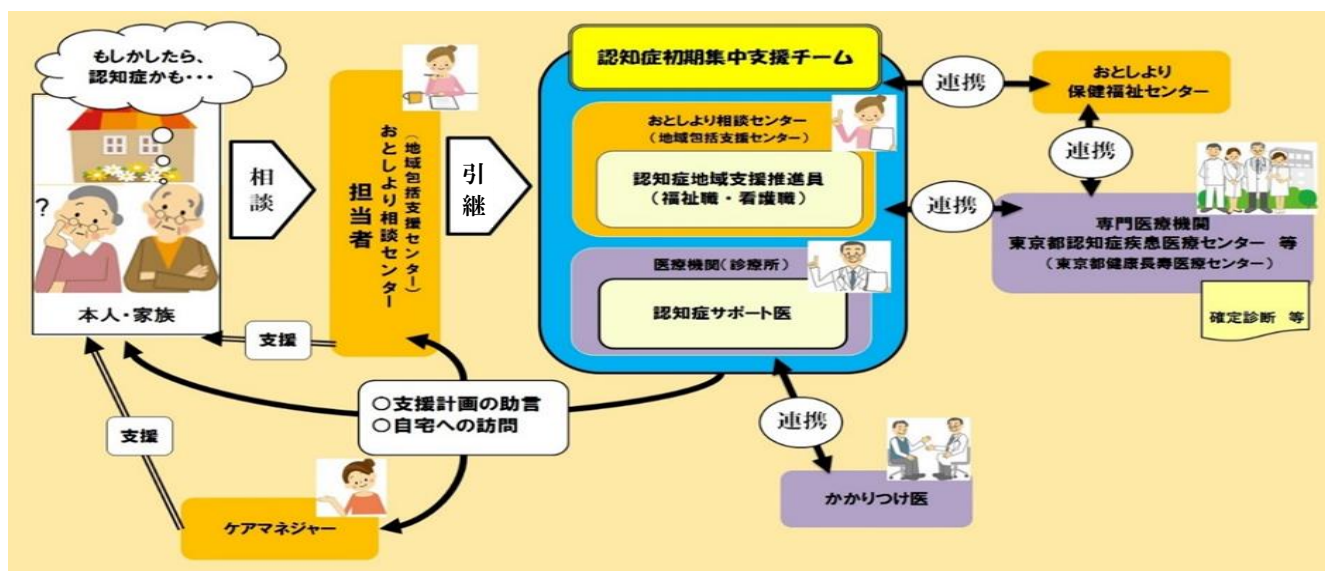 もしかしたら、
認知症かも・・・
?
本人・家族
相談
(地域包括支援センター)
おとしより相談センター
担当者
引継
認知症初期集中支援チーム
おとしより相談センター
(地域包括支援センター)
認知症地域支援推進員
(福祉職・看護職)
医療機関(診療所)
認知症サポート医
連携
おとしより
保健福祉センター
連携
連携
専門医療機関
東京都認知症疾患医療センター 等
(東京都健康長寿医療センター)
確定診断 等
支援
○支援計画の助言
○自宅への訪問
支援
ケアマネジャー
連携
かかりつけ医